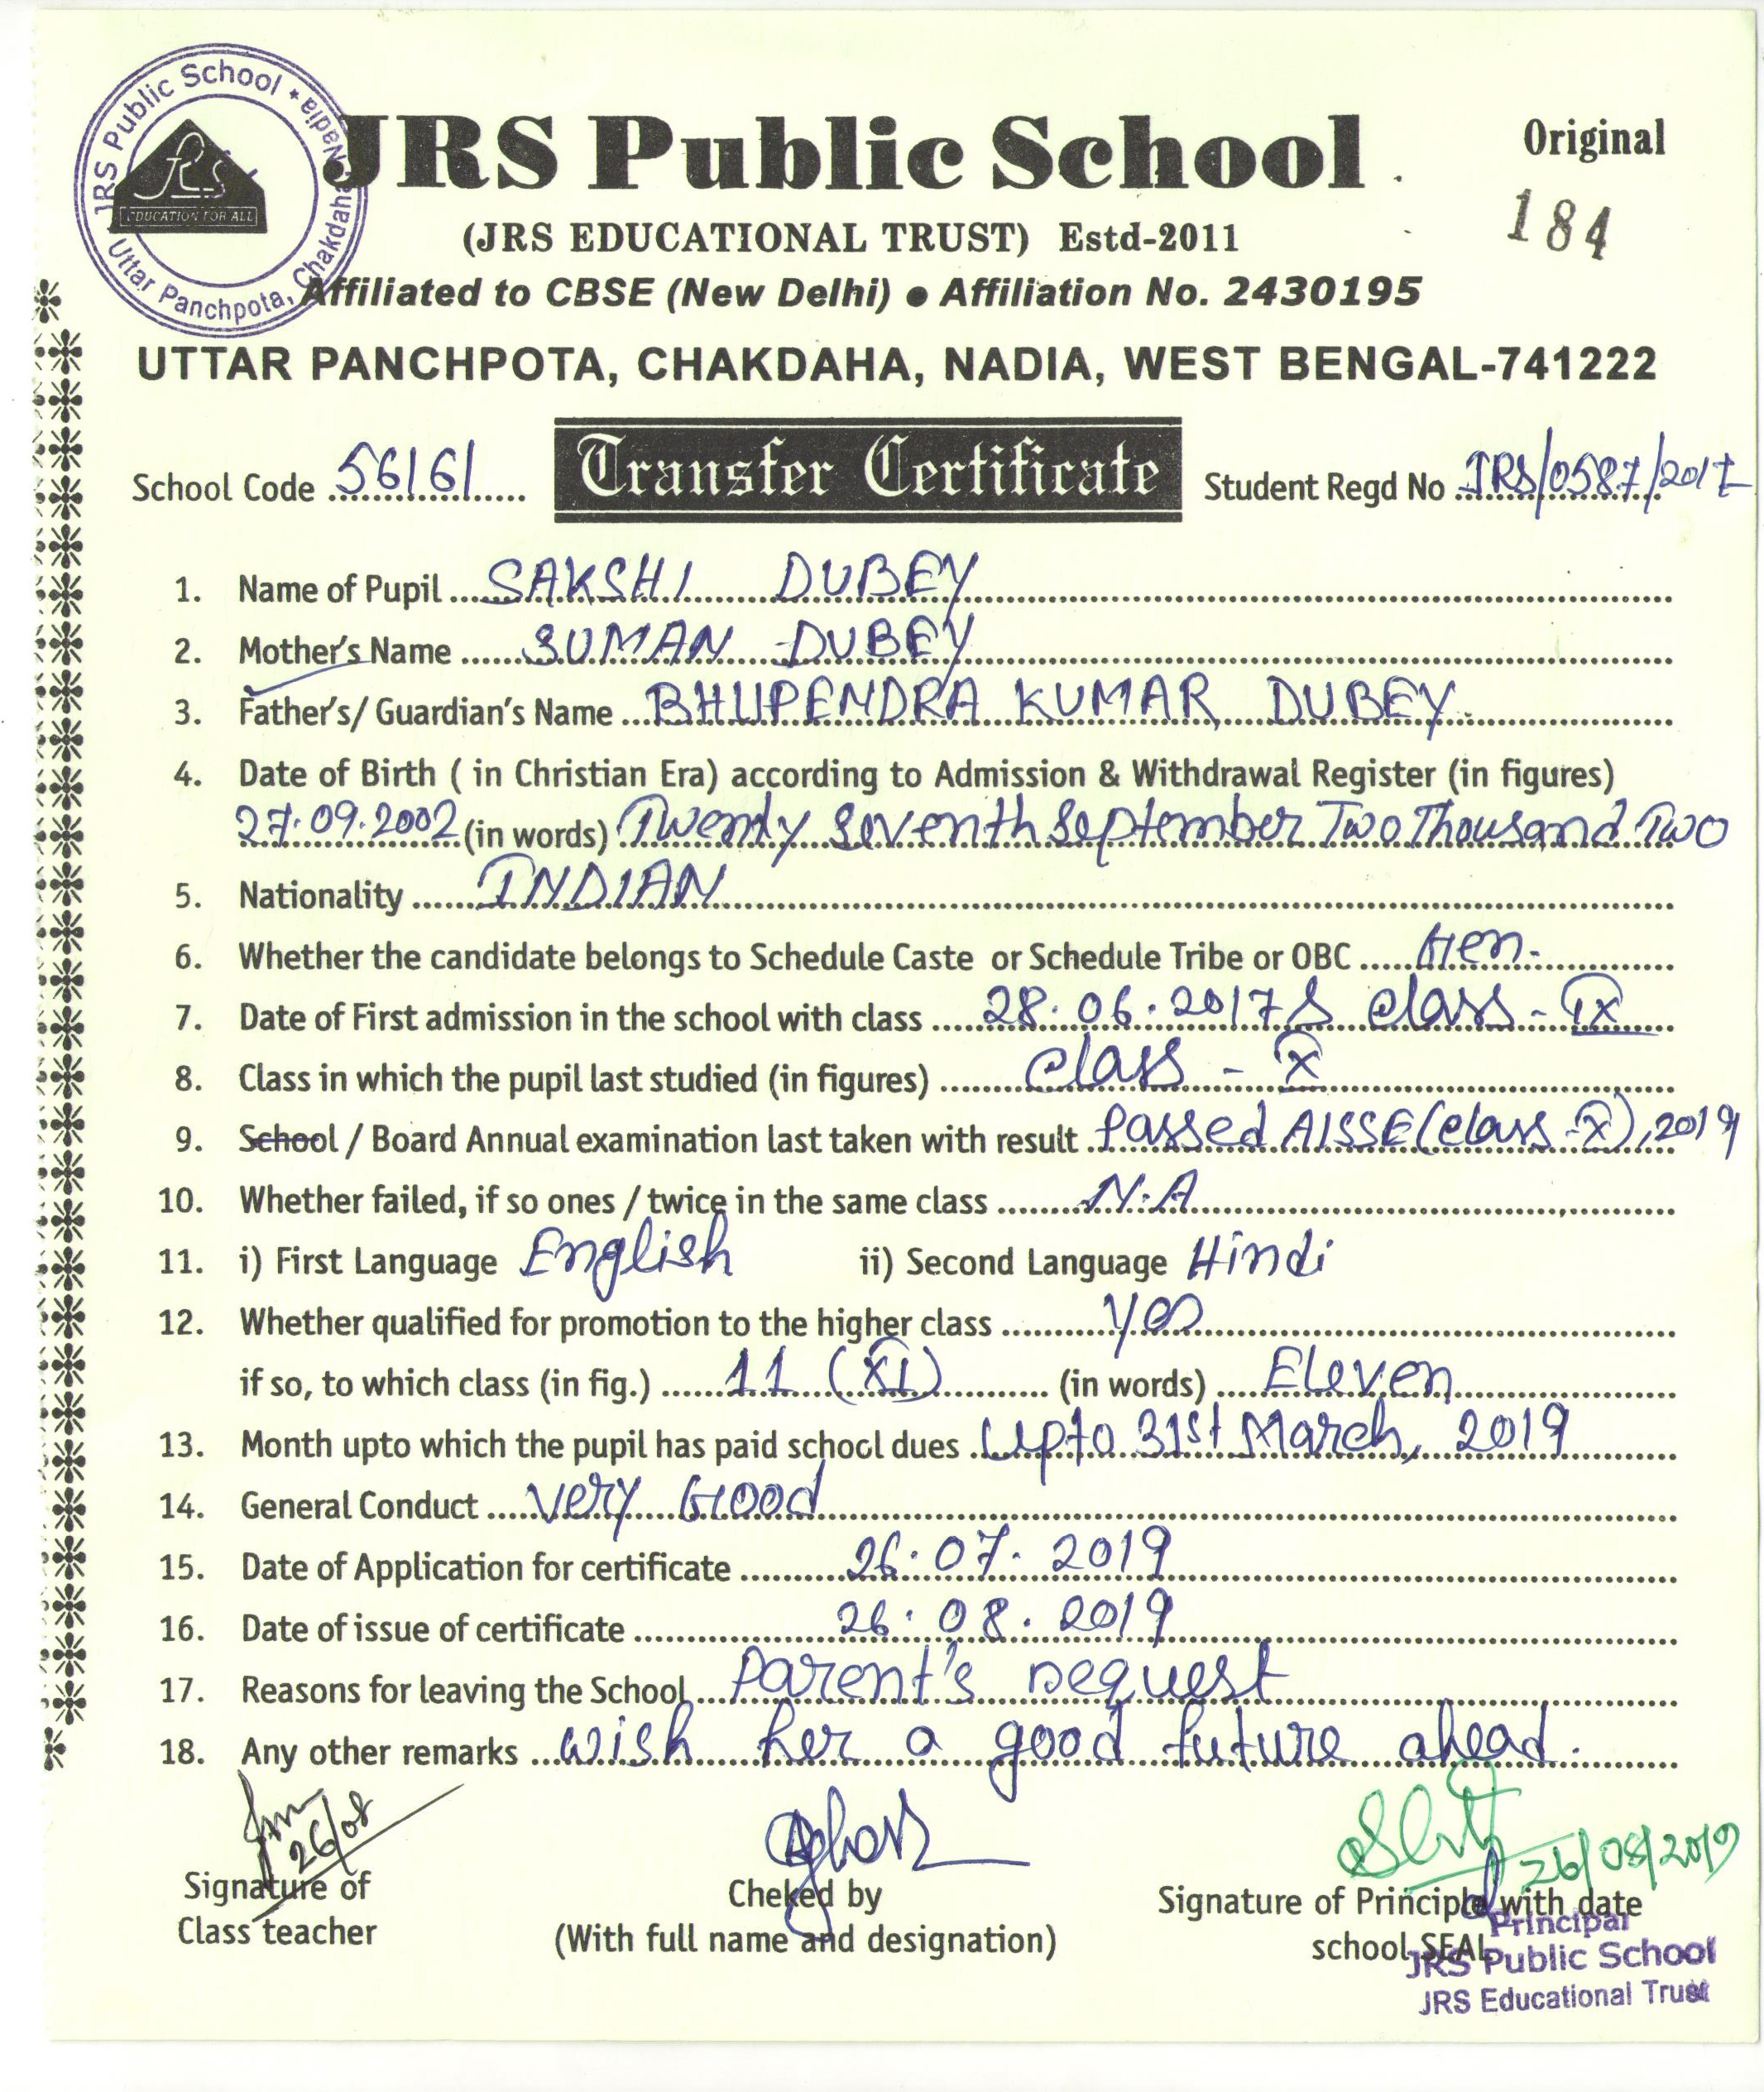 JRS Public School * Nadia
Uttar Panchpota, Chakdaha
JRS
EDUCATION FOR ALL
JRS Public School
Original
184
(JRS EDUCATIONAL TRUST) Estd-2011
Affiliated to CBSE (New Delhi) ● Affiliation No. 2430195
UTTAR PANCHPOTA, CHAKDAHA, NADIA, WEST BENGAL-741222
School Code 56161 Transfer Certificate Student Regd No JRS/0587/2017
1. Name of Pupil SAKSHI DUBEY
2. Mother's Name SUMAN DUBEY
3. Father's/ Guardian's Name BHUPENDRA KUMAR DUBEY
4. Date of Birth ( in Christian Era) according to Admission & Withdrawal Register (in figures)
27.09.2002 (in words) Twenty Seventh September Two Thousand Two
5. Nationality INDIAN
6. Whether the candidate belongs to Schedule Caste or Schedule Tribe or OBC Gen.
7. Date of First admission in the school with class 28.06.2017 & class - IX
8. Class in which the pupil last studied (in figures) class - X
9. School / Board Annual examination last taken with result Passed AISSE (class-X), 2019
10. Whether failed, if so ones / twice in the same class N.A
11. i) First Language English ii) Second Language Hindi
12. Whether qualified for promotion to the higher class yes
if so, to which class (in fig.) 11 (XI) (in words) Eleven
13. Month upto which the pupil has paid school dues Upto 31st March, 2019
14. General Conduct Very Good
15. Date of Application for certificate 26.07.2019
16. Date of issue of certificate 26.08.2019
17. Reasons for leaving the School Parent's request
18. Any other remarks wish her a good future ahead.
26/08
26/08/2019
Signature of
Class teacher
Cheked by
(With full name and designation)
Signature of Principle with date
school SEAL
Principal
JRS Public School
JRS Educational Trust